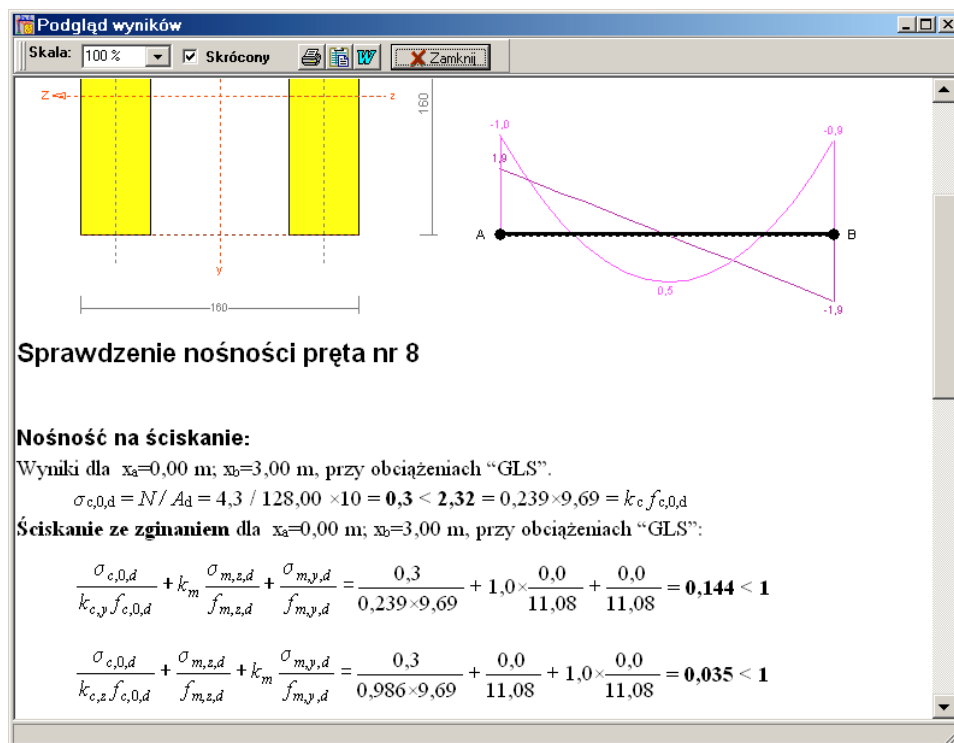 Podgląd wyników
Skala: 100 % Skrócony W Zamknij
Z z
160
y
160
-1,0 -0,9
1,9
A B
0,5
-1,9
Sprawdzenie nośności pręta nr 8
Nośność na ściskanie:
Wyniki dla xa=0,00 m; xb=3,00 m, przy obciążeniach “GLS”.
σc,0,d = N / Ad = 4,3 / 128,00 ×10 = 0,3 < 2,32 = 0,239×9,69 = kc fc,0,d
Ściskanie ze zginaniem dla xa=0,00 m; xb=3,00 m, przy obciążeniach “GLS”:
σc,0,d / kc,y fc,0,d + km σm,z,d / fm,z,d + σm,y,d / fm,y,d = 0,3 / 0,239×9,69 + 1,0× 0,0 / 11,08 + 0,0 / 11,08 = 0,144 < 1
σc,0,d / kc,z fc,0,d + σm,z,d / fm,z,d + km σm,y,d / fm,y,d = 0,3 / 0,986×9,69 + 0,0 / 11,08 + 1,0× 0,0 / 11,08 = 0,035 < 1